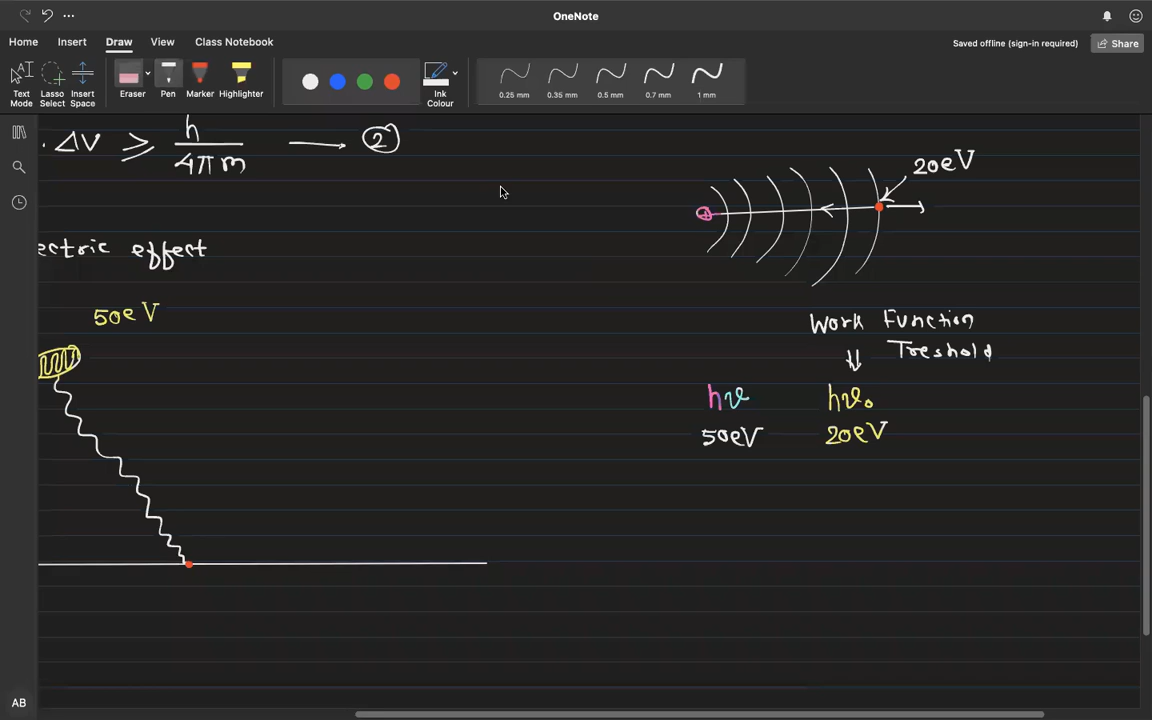 OneNote
Home Insert Draw View Class Notebook
Saved offline (sign-in required) Share
Text Mode Lasso Select Insert Space Eraser Pen Marker Highlighter Ink Colour 0.25 mm 0.35 mm 0.5 mm 0.7 mm 1 mm
. ΔV ≥ h/4πm → ②
20eV
ectric effect
50eV
Work Function
Treshold
⇓
hν hν₀
50eV 20eV
AB